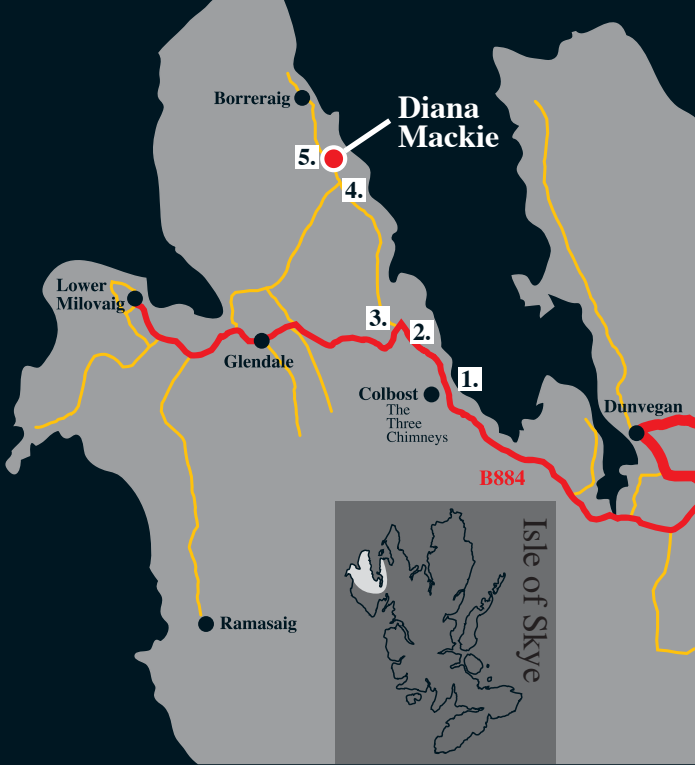 Borreraig
Diana
Mackie
5.
4.
Lower
Milovaig
3.
2.
Glendale
1.
Colbost
The
Three
Chimneys
Dunvegan
B884
Isle of Skye
Ramasaig